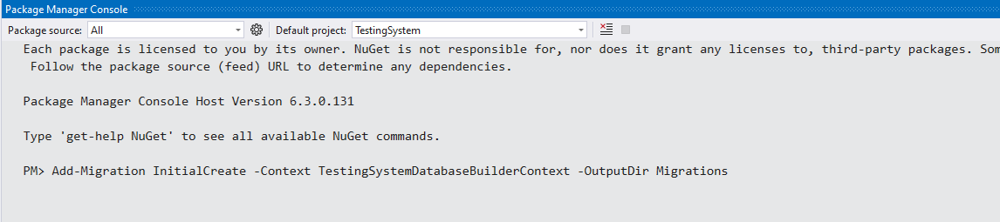 Package Manager Console
Package source: All Default project: TestingSystem
Each package is licensed to you by its owner. NuGet is not responsible for, nor does it grant any licenses to, third-party packages. Som
Follow the package source (feed) URL to determine any dependencies.
Package Manager Console Host Version 6.3.0.131
Type 'get-help NuGet' to see all available NuGet commands.
PM> Add-Migration InitialCreate -Context TestingSystemDatabaseBuilderContext -OutputDir Migrations